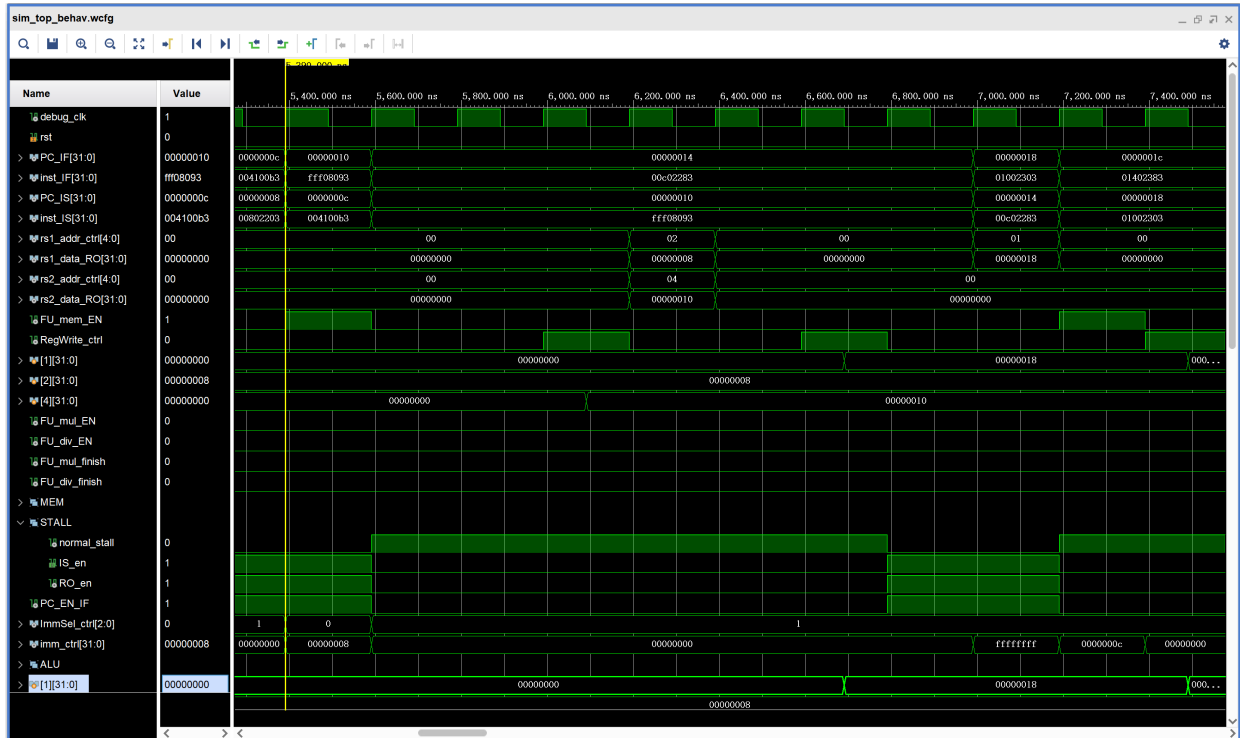 sim_top_behav.wcfg
Name Value
5,400.000 ns 5,600.000 ns 5,800.000 ns 6,000.000 ns 6,200.000 ns 6,400.000 ns 6,600.000 ns 6,800.000 ns 7,000.000 ns 7,200.000 ns 7,400.000 ns
debug_clk 1
rst 0
PC_IF[31:0] 00000010 0000000c 00000010 00000014 00000018 0000001c
inst_IF[31:0] fff08093 004100b3 fff08093 00c02283 01002303 01402383
PC_IS[31:0] 0000000c 00000008 0000000c 00000010 00000014 00000018
inst_IS[31:0] 004100b3 00802203 004100b3 fff08093 00c02283 01002303
rs1_addr_ctrl[4:0] 00 00 02 00 01 00
rs1_data_RO[31:0] 00000000 00000000 00000008 00000000 00000018 00000000
rs2_addr_ctrl[4:0] 00 00 04 00
rs2_data_RO[31:0] 00000000 00000000 00000010 00000000
FU_mem_EN 1
RegWrite_ctrl 0
[1][31:0] 00000000 00000000 00000018 000...
[2][31:0] 00000008 00000008
[4][31:0] 00000000 00000000 00000010
FU_mul_EN 0
FU_div_EN 0
FU_mul_finish 0
FU_div_finish 0
MEM
STALL
normal_stall 0
IS_en 1
RO_en 1
PC_EN_IF 1
ImmSel_ctrl[2:0] 0 1 0 1
imm_ctrl[31:0] 00000008 00000000 00000008 00000000 ffffffff 0000000c 00000000
ALU
[1][31:0] 00000000 00000000 00000018 000...
00000008